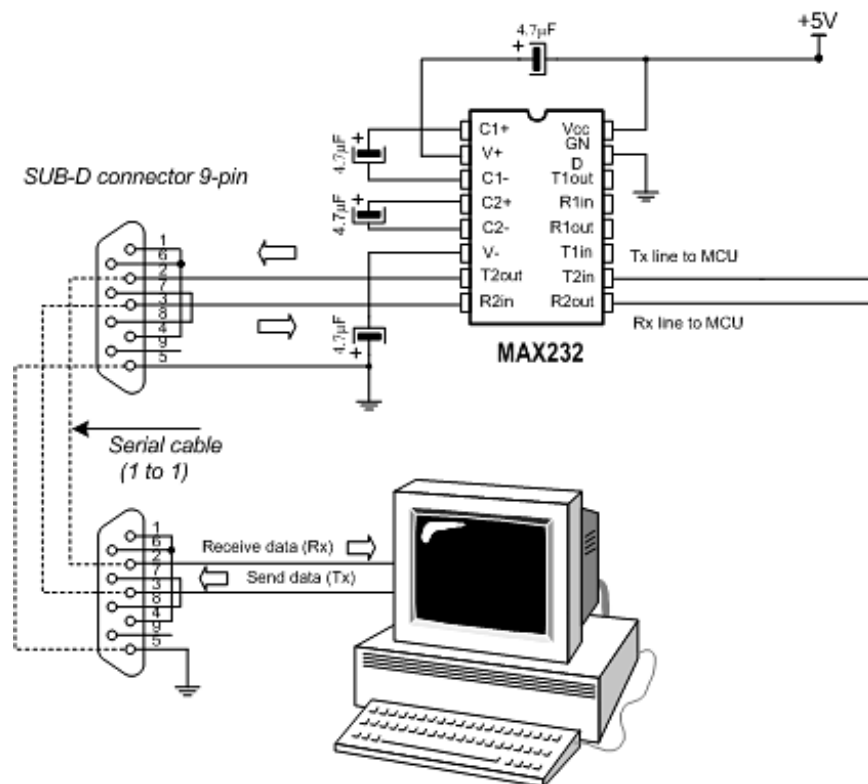 +5V
4.7µF
+
C1+
V+
C1-
C2+
C2-
V-
T2out
R2in
Vcc
GN
D
T1out
R1in
R1out
T1in
T2in
R2out
MAX232
+
4.7µF
4.7µF
+
4.7µF
+
Tx line to MCU
Rx line to MCU
SUB-D connector 9-pin
1
6
2
7
3
8
4
9
5
Serial cable
(1 to 1)
1
6
2
7
3
8
4
9
5
Receive data (Rx)
Send data (Tx)